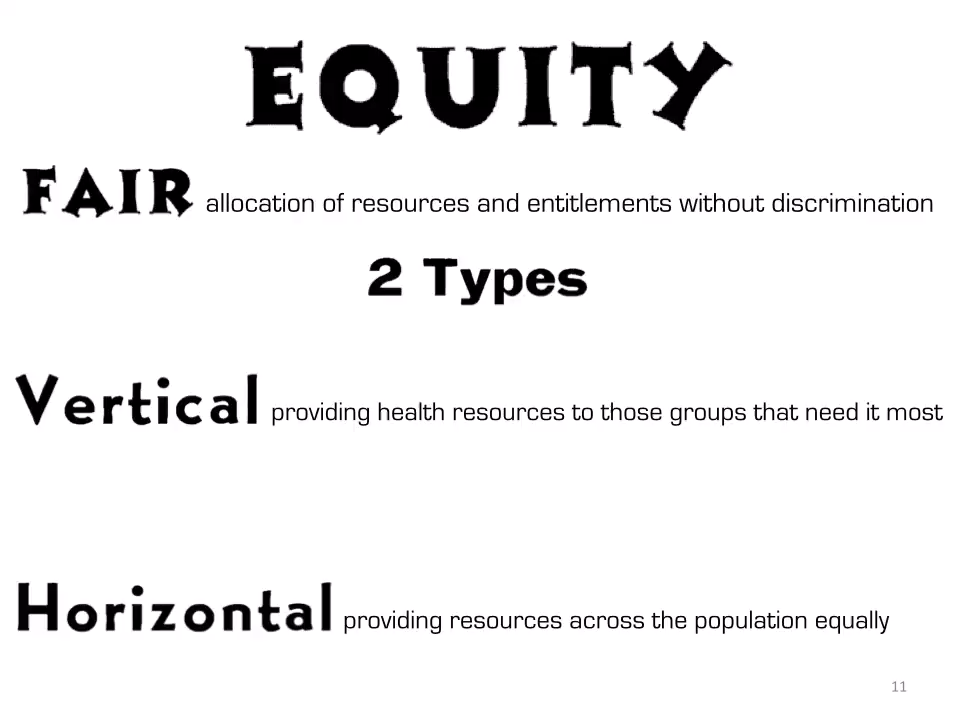 EQUITY
FAIR allocation of resources and entitlements without discrimination
2 Types
Vertical providing health resources to those groups that need it most
Horizontal providing resources across the population equally
11